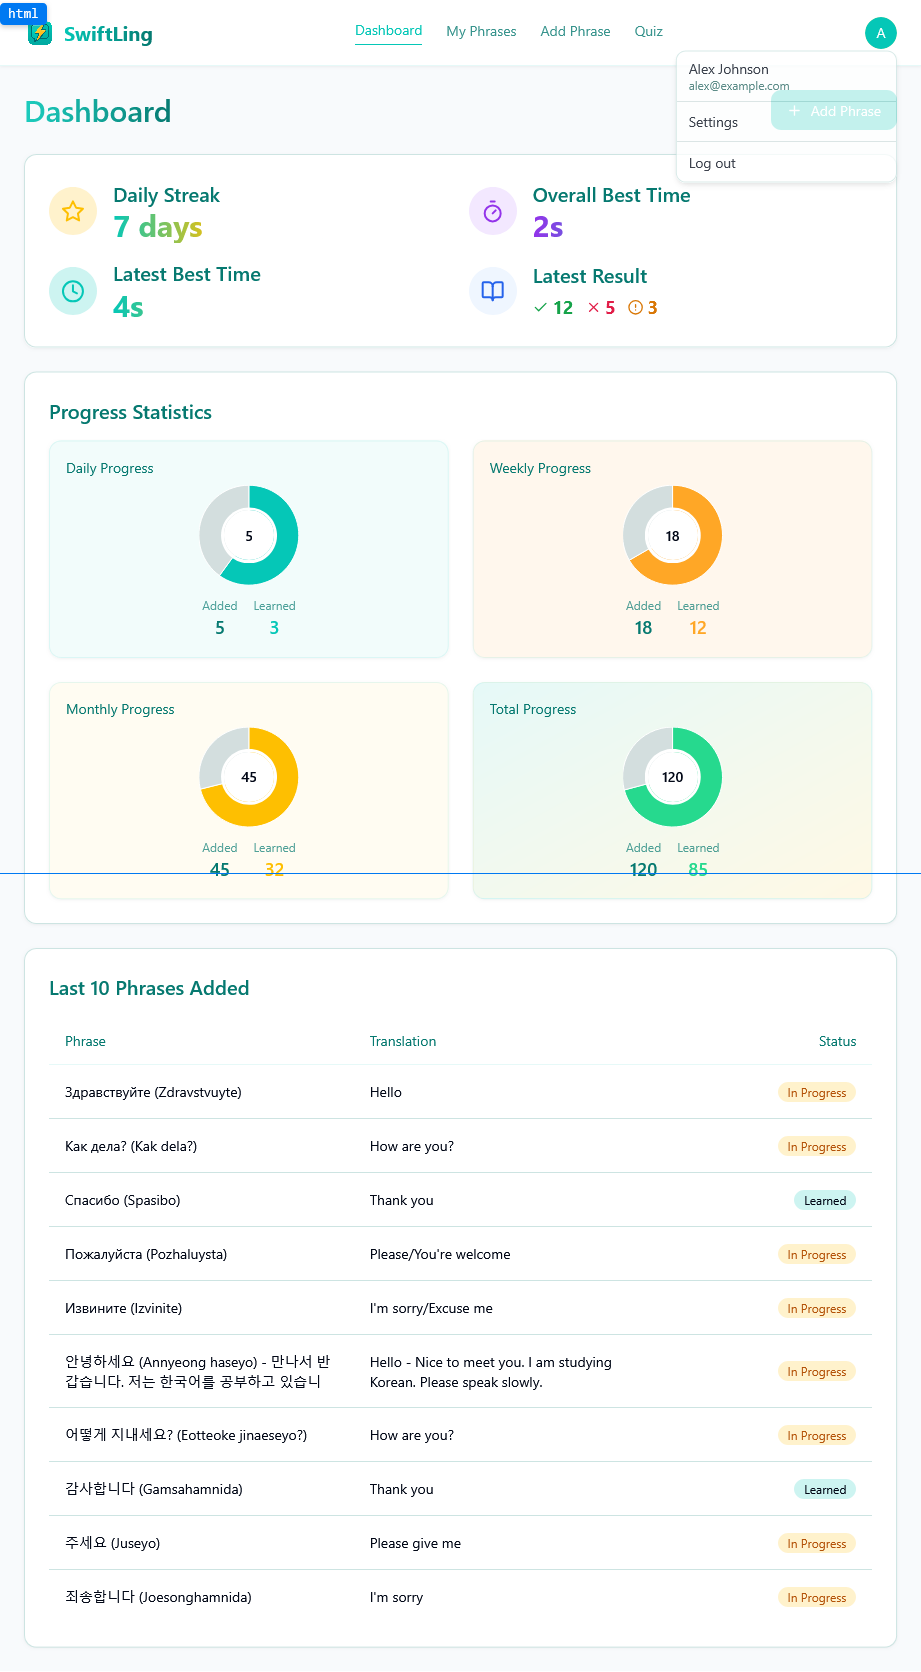 html
SwiftLing
Dashboard
My Phrases
Add Phrase
Quiz
A
Alex Johnson
alex@example.com
Settings
Log out
Dashboard
Add Phrase
Daily Streak
7 days
Overall Best Time
2s
Latest Best Time
4s
Latest Result
12 5 3
Progress Statistics
Daily Progress
5
Added Learned
5 3
Weekly Progress
18
Added Learned
18 12
Monthly Progress
45
Added Learned
45 32
Total Progress
120
Added Learned
120 85
Last 10 Phrases Added
Phrase Translation Status
Здравствуйте (Zdravstvuyte) Hello In Progress
Как дела? (Kak dela?) How are you? In Progress
Спасибо (Spasibo) Thank you Learned
Пожалуйста (Pozhaluysta) Please/You're welcome In Progress
Извините (Izvinite) I'm sorry/Excuse me In Progress
안녕하세요 (Annyeong haseyo) - 만나서 반
갑습니다. 저는 한국어를 공부하고 있습니
Hello - Nice to meet you. I am studying
Korean. Please speak slowly.
In Progress
어떻게 지내세요? (Eotteoke jinaeseyo?) How are you? In Progress
감사합니다 (Gamsahamnida) Thank you Learned
주세요 (Juseyo) Please give me In Progress
죄송합니다 (Joesonghamnida) I'm sorry In Progress